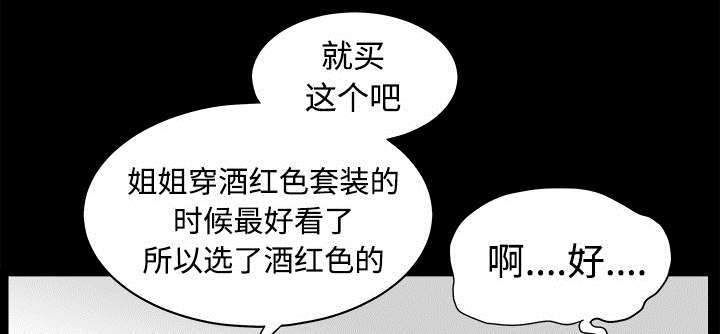 就买
这个吧
姐姐穿酒红色套装的
时候最好看了
所以选了酒红色的
啊....好....